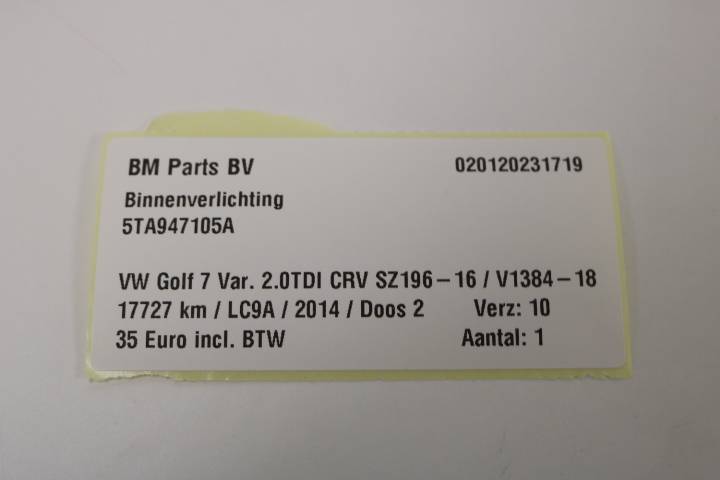 BM Parts BV 020120231719
Binnenverlichting
5TA947105A
VW Golf 7 Var. 2.0TDI CRV SZ196-16 / V1384-18
17727 km / LC9A / 2014 / Doos 2 Verz: 10
35 Euro incl. BTW Aantal: 1